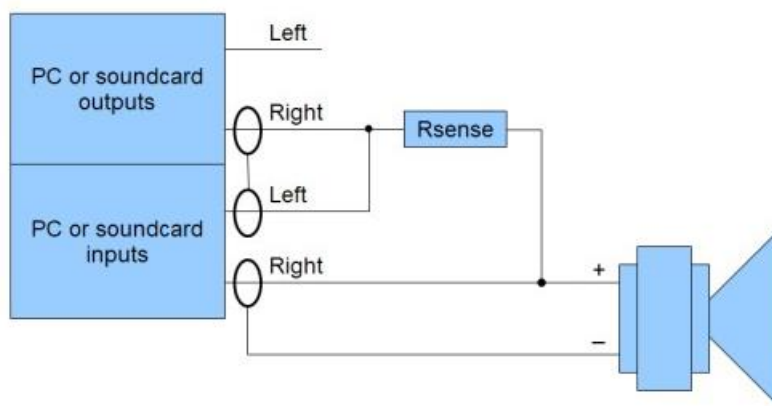 PC or soundcard
outputs
Left
Right
Rsense
PC or soundcard
inputs
Left
Right
+
–